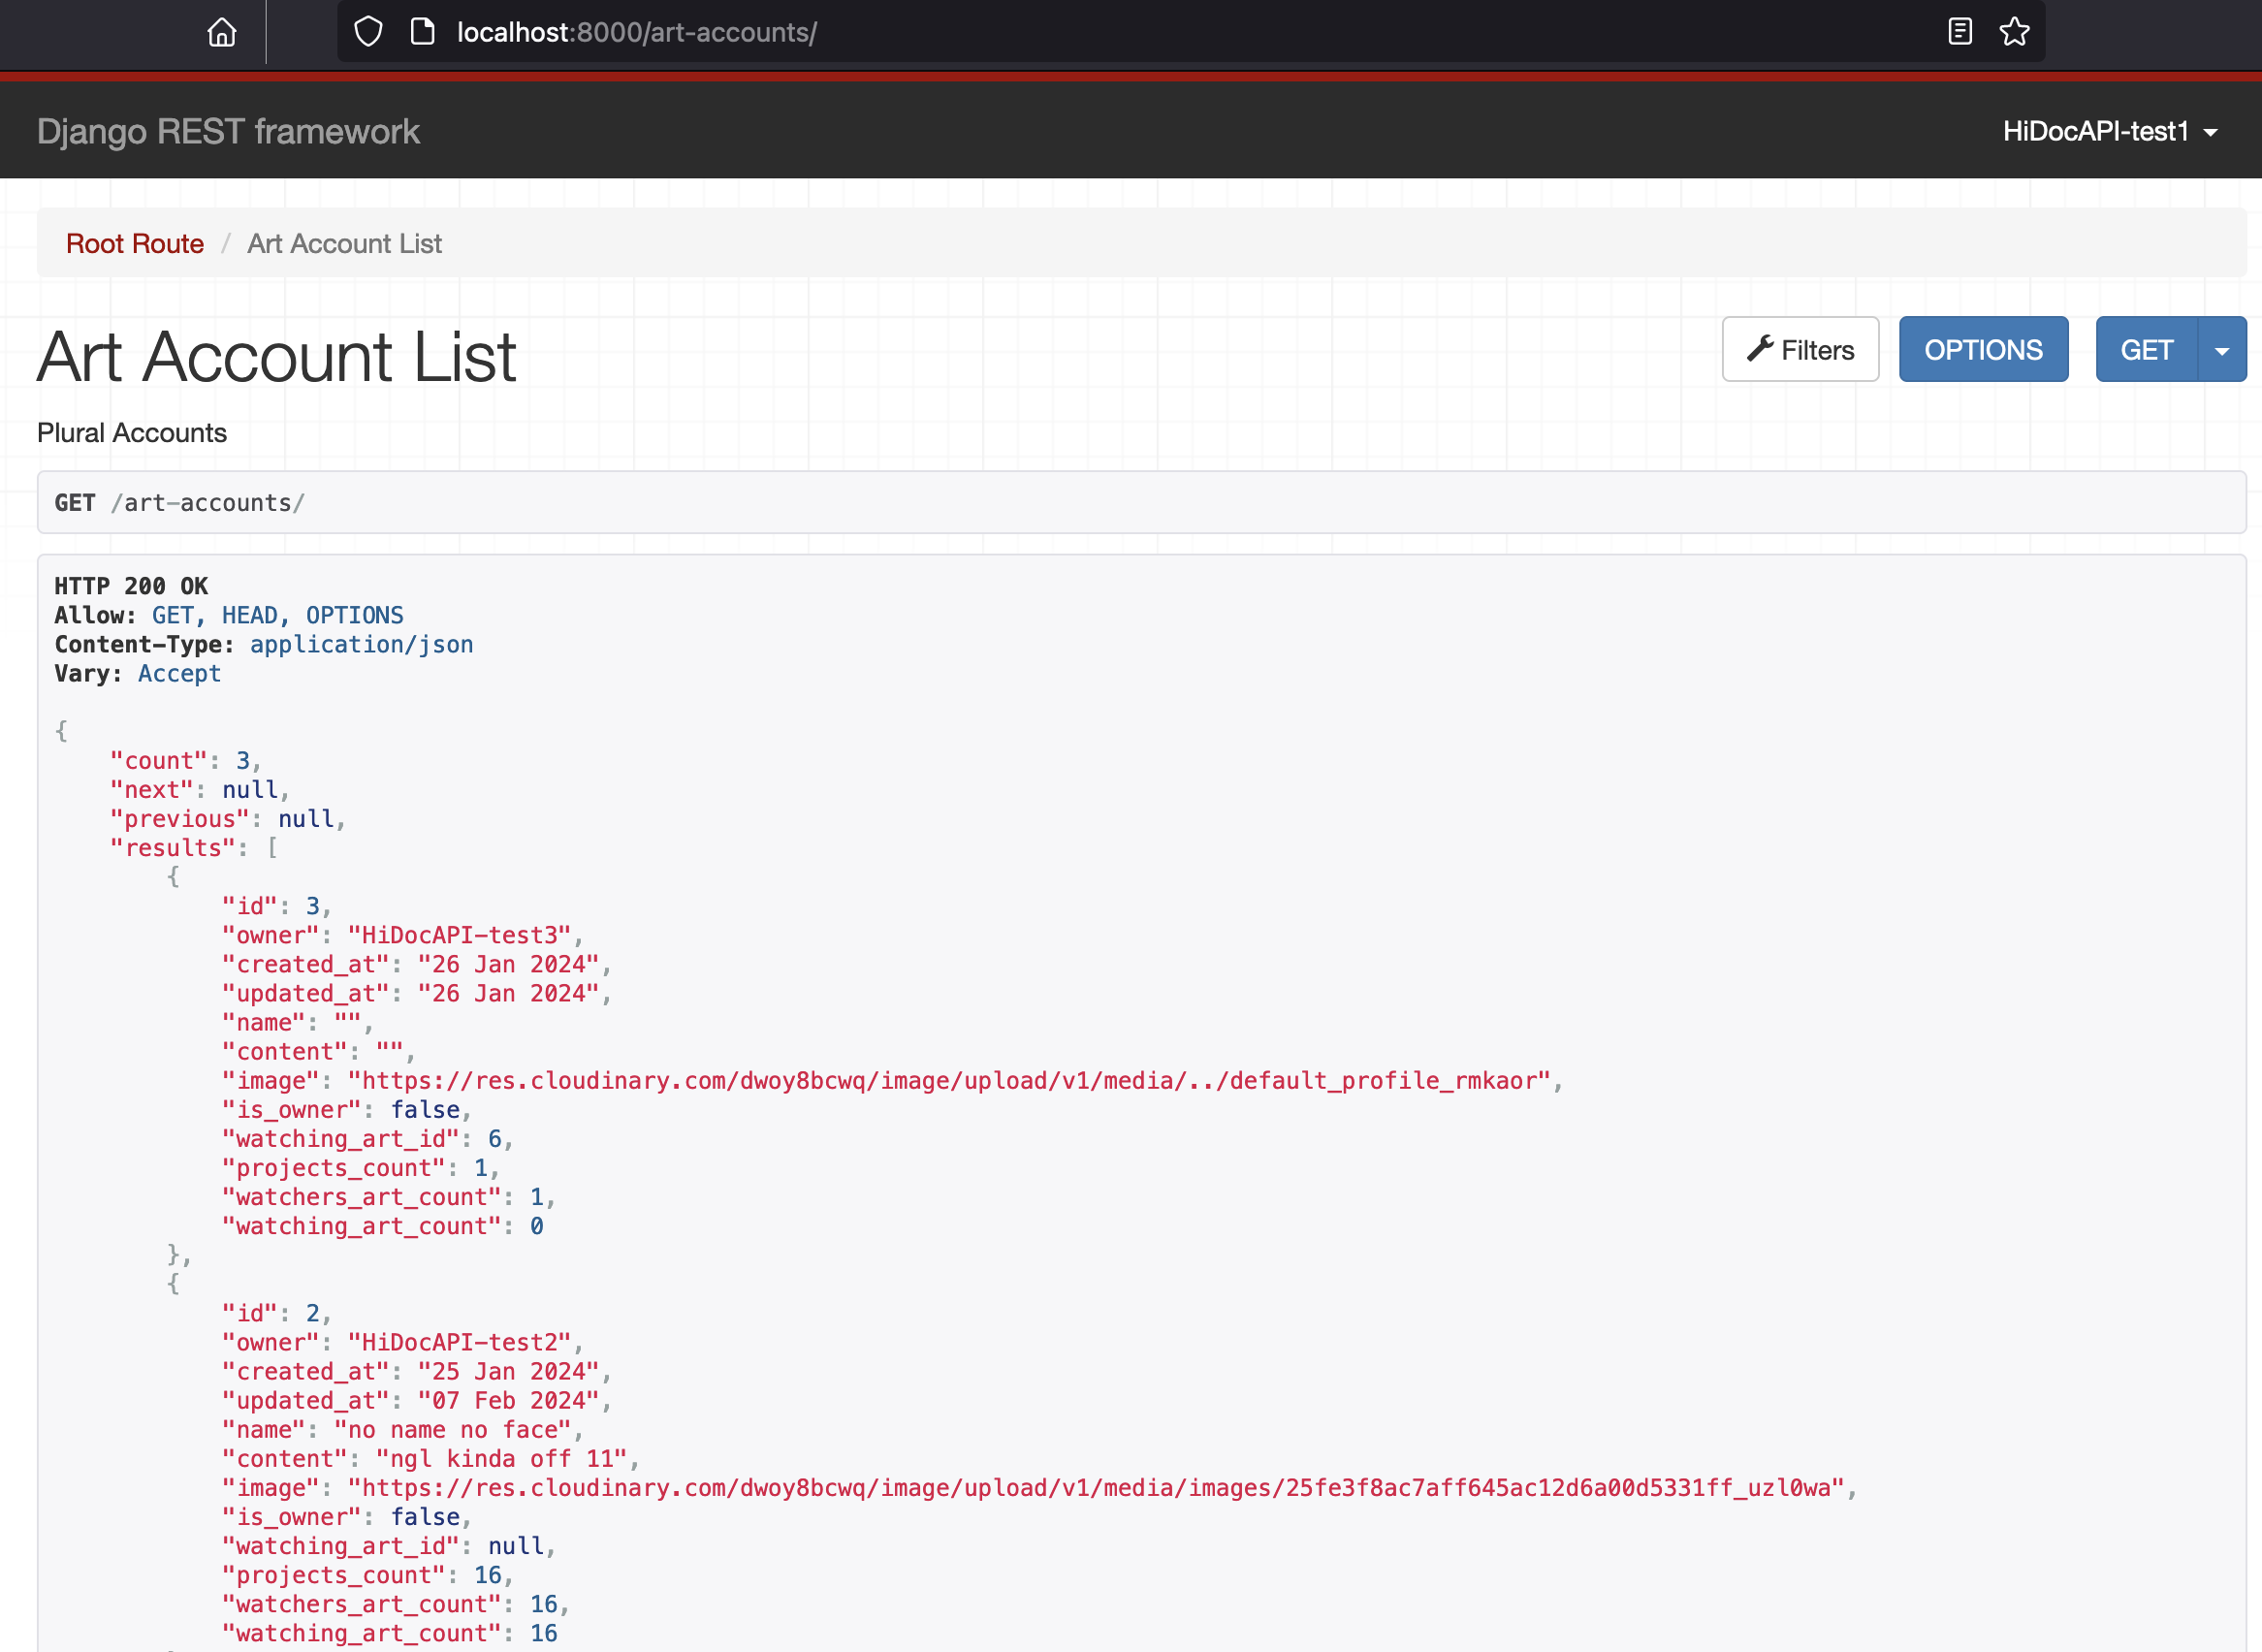 localhost:8000/art-accounts/
Django REST framework
HiDocAPI-test1
Root Route / Art Account List
Art Account List
Filters
OPTIONS
GET
Plural Accounts
GET /art-accounts/
HTTP 200 OK
Allow: GET, HEAD, OPTIONS
Content-Type: application/json
Vary: Accept
{
    "count": 3,
    "next": null,
    "previous": null,
    "results": [
        {
            "id": 3,
            "owner": "HiDocAPI-test3",
            "created_at": "26 Jan 2024",
            "updated_at": "26 Jan 2024",
            "name": "",
            "content": "",
            "image": "https://res.cloudinary.com/dwoy8bcwq/image/upload/v1/media/../default_profile_rmkaor",
            "is_owner": false,
            "watching_art_id": 6,
            "projects_count": 1,
            "watchers_art_count": 1,
            "watching_art_count": 0
        },
        {
            "id": 2,
            "owner": "HiDocAPI-test2",
            "created_at": "25 Jan 2024",
            "updated_at": "07 Feb 2024",
            "name": "no name no face",
            "content": "ngl kinda off 11",
            "image": "https://res.cloudinary.com/dwoy8bcwq/image/upload/v1/media/images/25fe3f8ac7aff645ac12d6a00d5331ff_uzl0wa",
            "is_owner": false,
            "watching_art_id": null,
            "projects_count": 16,
            "watchers_art_count": 16,
            "watching_art_count": 16